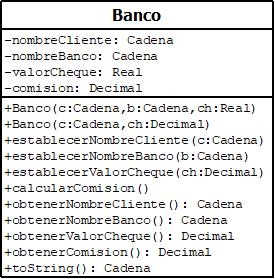 Banco
-nombreCliente: Cadena
-nombreBanco: Cadena
-valorCheque: Real
-comision: Decimal
+Banco(c:Cadena,b:Cadena,ch:Real)
+Banco(c:Cadena,ch:Decimal)
+establecerNombreCliente(c:Cadena)
+establecerNombreBanco(b:Cadena)
+establecerValorCheque(ch:Decimal)
+calcularComision()
+obtenerNombreCliente(): Cadena
+obtenerNombreBanco(): Cadena
+obtenerValorCheque(): Decimal
+obtenerComision(): Decimal
+toString(): Cadena